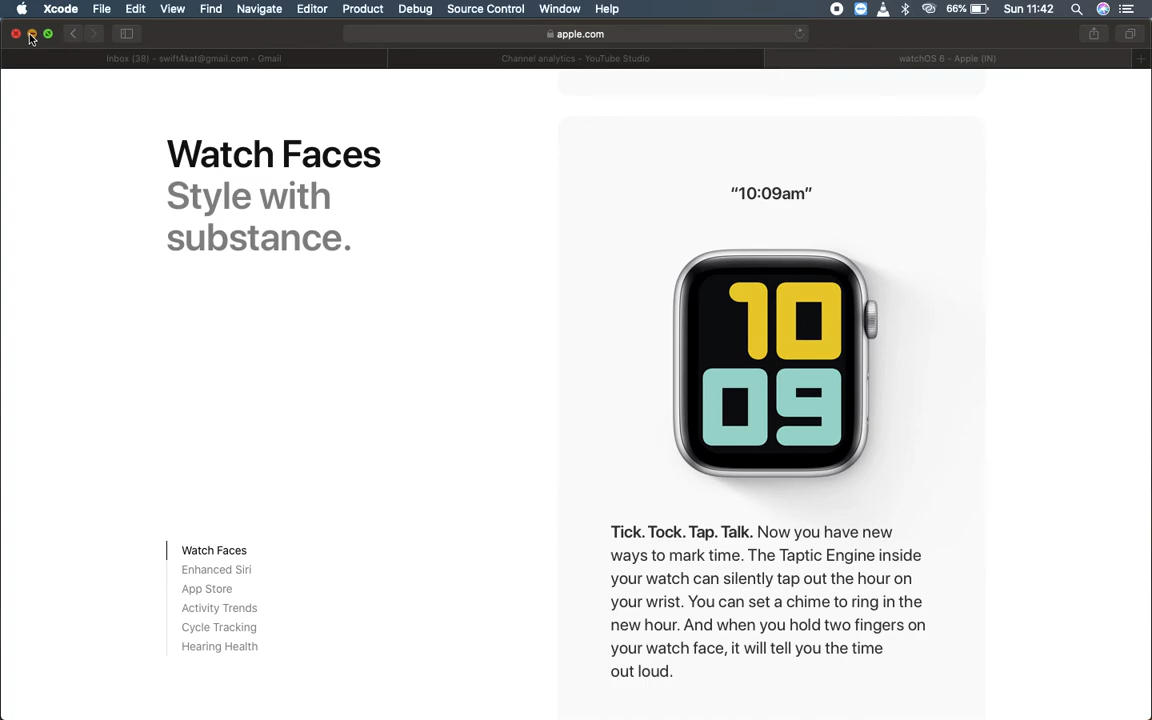 Xcode File Edit View Find Navigate Editor Product Debug Source Control Window Help 66% Sun 11:42
apple.com
Inbox (38) - swift4kat@gmail.com - Gmail
Channel analytics - YouTube Studio
watchOS 6 - Apple (IN)
Watch Faces
Style with
substance.
Watch Faces
Enhanced Siri
App Store
Activity Trends
Cycle Tracking
Hearing Health
“10:09am”
10
09
Tick. Tock. Tap. Talk. Now you have new
ways to mark time. The Taptic Engine inside
your watch can silently tap out the hour on
your wrist. You can set a chime to ring in the
new hour. And when you hold two fingers on
your watch face, it will tell you the time
out loud.